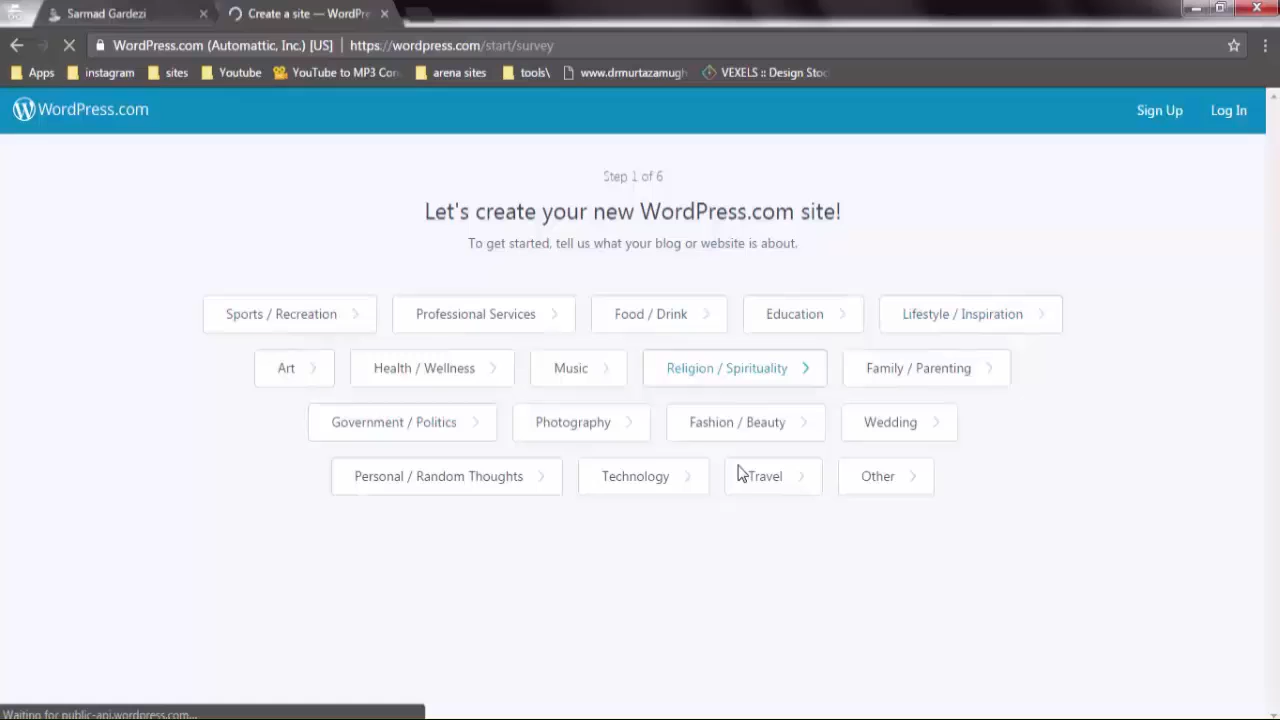 Sarmad Gardezi
Create a site — WordPre
WordPress.com (Automattic, Inc.) [US] https://wordpress.com/start/survey
Apps instagram sites Youtube YouTube to MP3 Con arena sites tools\ www.drmurtazamugh VEXELS :: Design Stoc
WordPress.com Sign Up Log In
Step 1 of 6
Let's create your new WordPress.com site!
To get started, tell us what your blog or website is about.
Sports / Recreation Professional Services Food / Drink Education Lifestyle / Inspiration
Art Health / Wellness Music Religion / Spirituality Family / Parenting
Government / Politics Photography Fashion / Beauty Wedding
Personal / Random Thoughts Technology Travel Other
Waiting for public-api.wordpress.com...